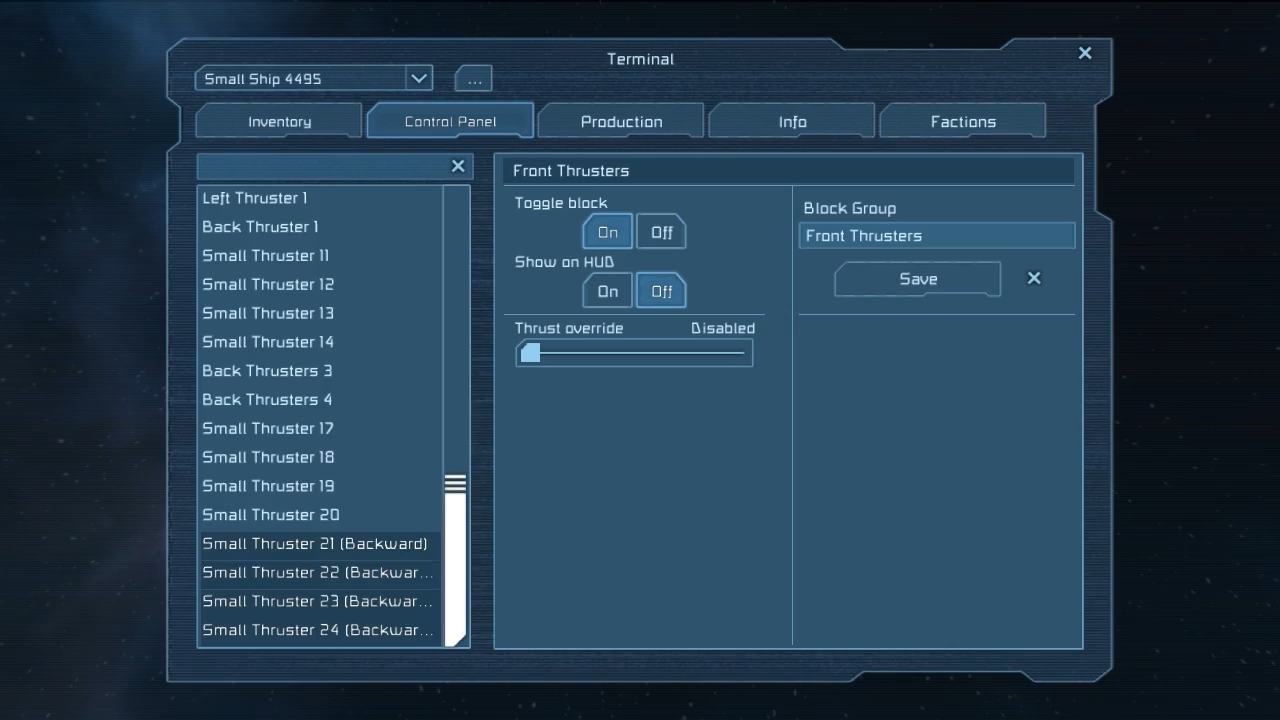 Terminal
Small Ship 4495
...
Inventory
Control Panel
Production
Info
Factions
Left Thruster 1
Back Thruster 1
Small Thruster 11
Small Thruster 12
Small Thruster 13
Small Thruster 14
Back Thrusters 3
Back Thrusters 4
Small Thruster 17
Small Thruster 18
Small Thruster 19
Small Thruster 20
Small Thruster 21 (Backward)
Small Thruster 22 (Backwar...
Small Thruster 23 (Backwar...
Small Thruster 24 (Backwar...
Front Thrusters
Toggle block
On Off
Show on HUD
On Off
Thrust override Disabled
Block Group
Front Thrusters
Save